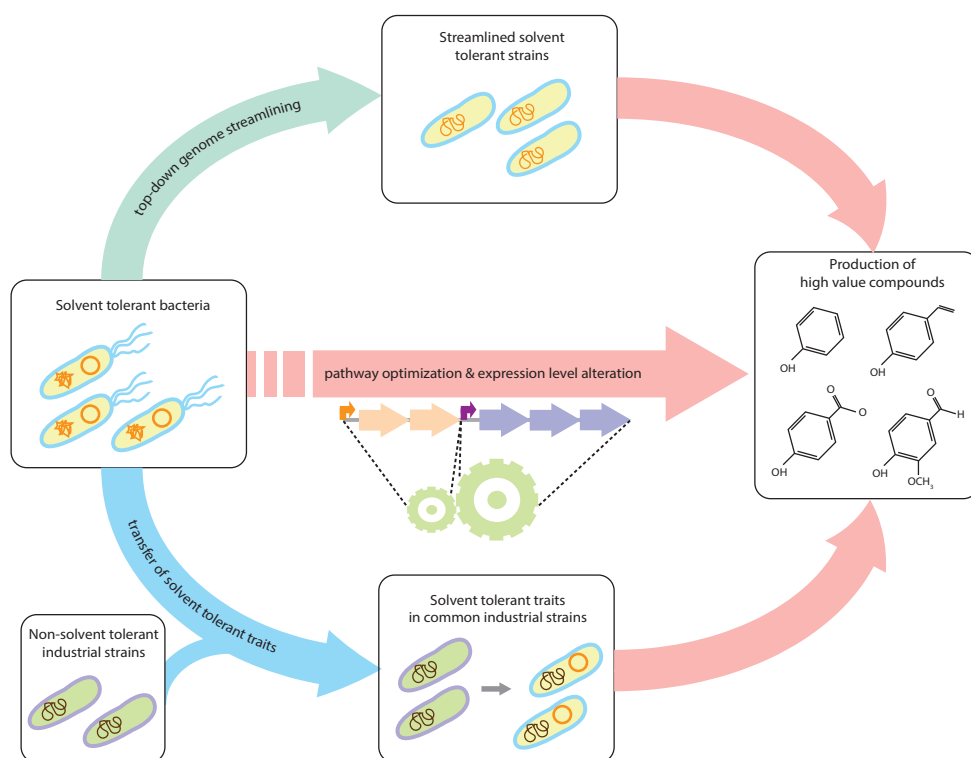 Streamlined solvent
tolerant strains
top-down genome streamlining
Solvent tolerant bacteria
Production of
high value compounds
OH
OH
O
O
OH
O
H
OH
OCH₃
pathway optimization & expression level alteration
transfer of solvent tolerant traits
Non-solvent tolerant
industrial strains
Solvent tolerant traits
in common industrial strains